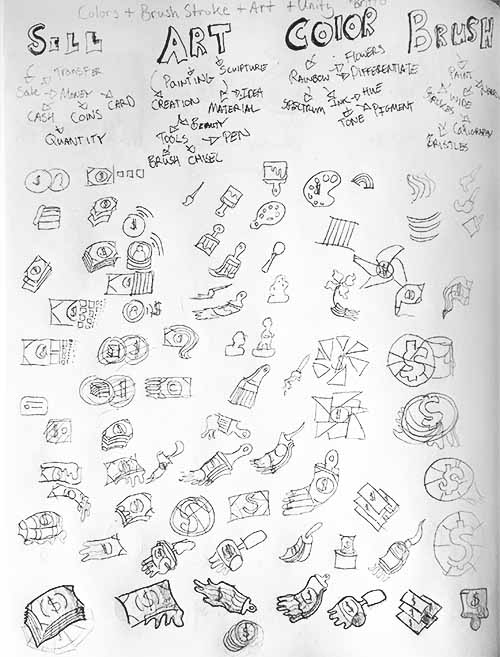 Colors + Brush Stroke + Art + Unity
SELL
ART
COLOR
BRUSH
TRANSFER
Sale → MONEY
CARD
CASH
COINS
QUANTITY
SCULPTURE
PAINTING
CREATION
IDEA
MATERIAL
BEAUTY
TOOLS
PEN
BRUSH
CHISEL
FLOWERS
RAINBOW
DIFFERENTIATE
SPECTRUM
INK
HUE
TONE
PIGMENT
PAINT
WIDE
STROKES
CALIGRAPHY
BRISTLES